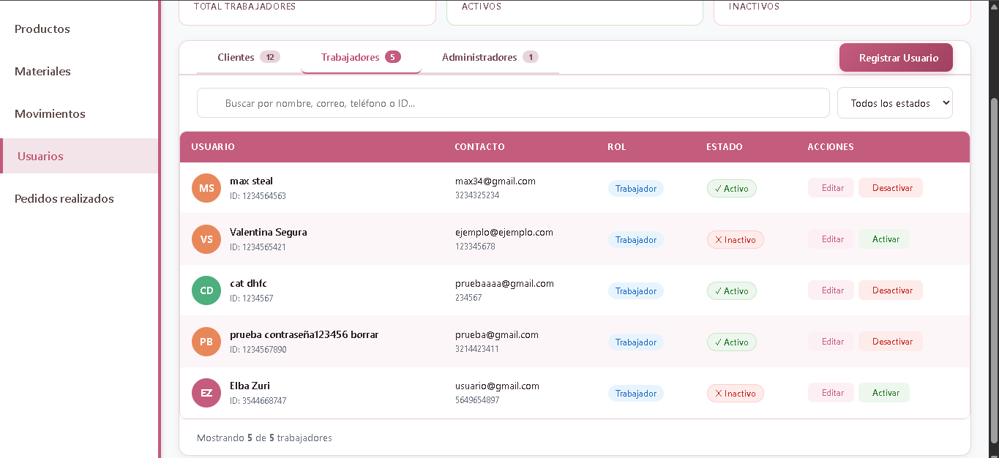 TOTAL TRABAJADORES
ACTIVOS
INACTIVOS
Productos
Materiales
Movimientos
Usuarios
Pedidos realizados
Clientes 12
Trabajadores 5
Administradores 1
Registrar Usuario
Buscar por nombre, correo, teléfono o ID...
Todos los estados
USUARIO CONTACTO ROL ESTADO ACCIONES
MS
max steal
ID: 1234564563
max34@gmail.com
3234325234
Trabajador
✓ Activo
Editar
Desactivar
VS
Valentina Segura
ID: 1234565421
ejemplo@ejemplo.com
123345678
Trabajador
✕ Inactivo
Editar
Activar
CD
cat dhfc
ID: 1234567
pruebaaaa@gmail.com
234567
Trabajador
✓ Activo
Editar
Desactivar
PB
prueba contraseña123456 borrar
ID: 1234567890
prueba@gmail.com
3214423411
Trabajador
✓ Activo
Editar
Desactivar
EZ
Elba Zuri
ID: 3544668747
usuario@gmail.com
5649654897
Trabajador
✕ Inactivo
Editar
Activar
Mostrando 5 de 5 trabajadores